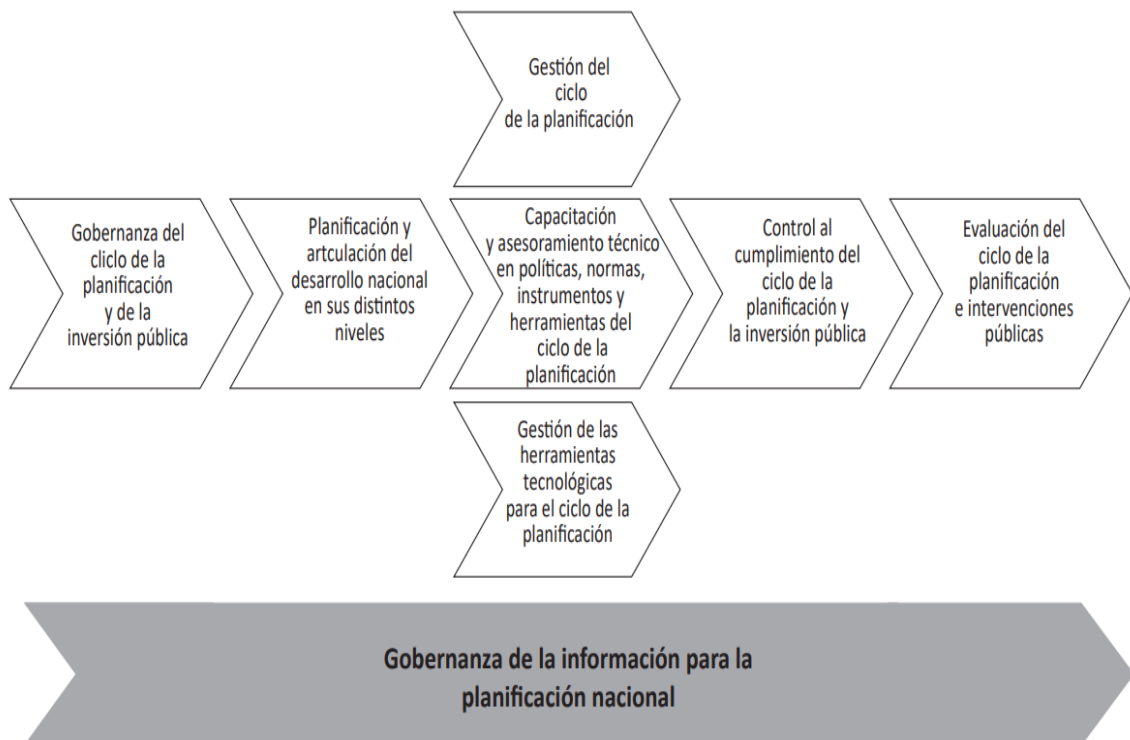 Gestión del
ciclo
de la planificación
Gobernanza del
cliclo de la
planificación
y de la
inversión pública
Planificación y
artculación del
desarrollo nacional
en sus distintos
niveles
Capacitación
y asesoramiento técnico
en políticas, normas,
instrumentos y
herramientas del
ciclo de la
planificación
Control al
cumplimiento del
ciclo de la
planificación y
la inversión pública
Evaluación del
ciclo de la
planificación
e intervenciones
públicas
Gestión de las
herramientas
tecnológicas
para el ciclo de la
planificación
Gobernanza de la información para la
planificación nacional